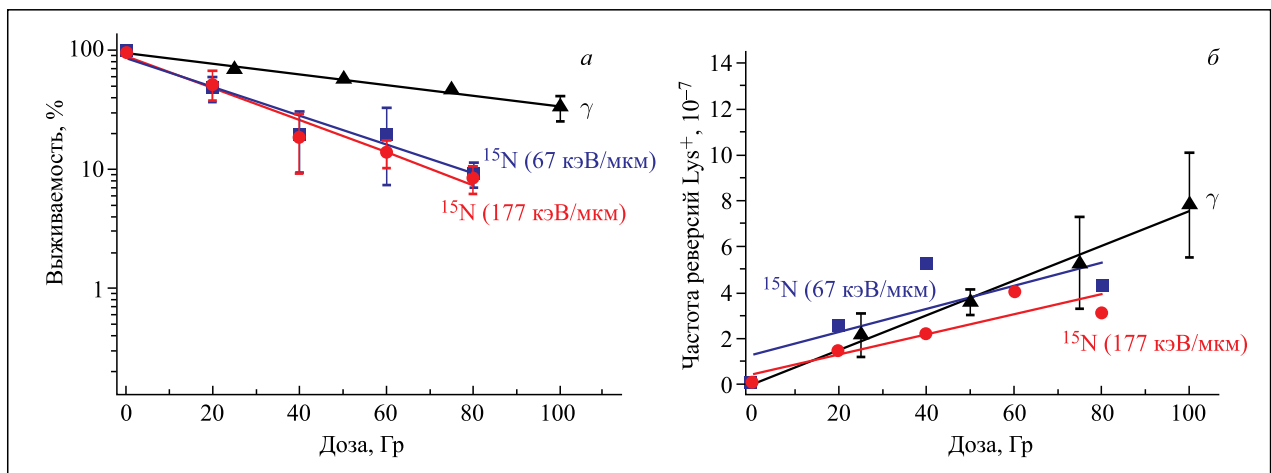 а
Выживаемость, %
100
10
1
γ
¹⁵N (67 кэВ/мкм)
¹⁵N (177 кэВ/мкм)
0 20 40 60 80 100
Доза, Гр
б
Частота реверсий Lys⁺, 10⁻⁷
14
12
10
8
6
4
2
0
γ
¹⁵N (67 кэВ/мкм)
¹⁵N (177 кэВ/мкм)
0 20 40 60 80 100
Доза, Гр